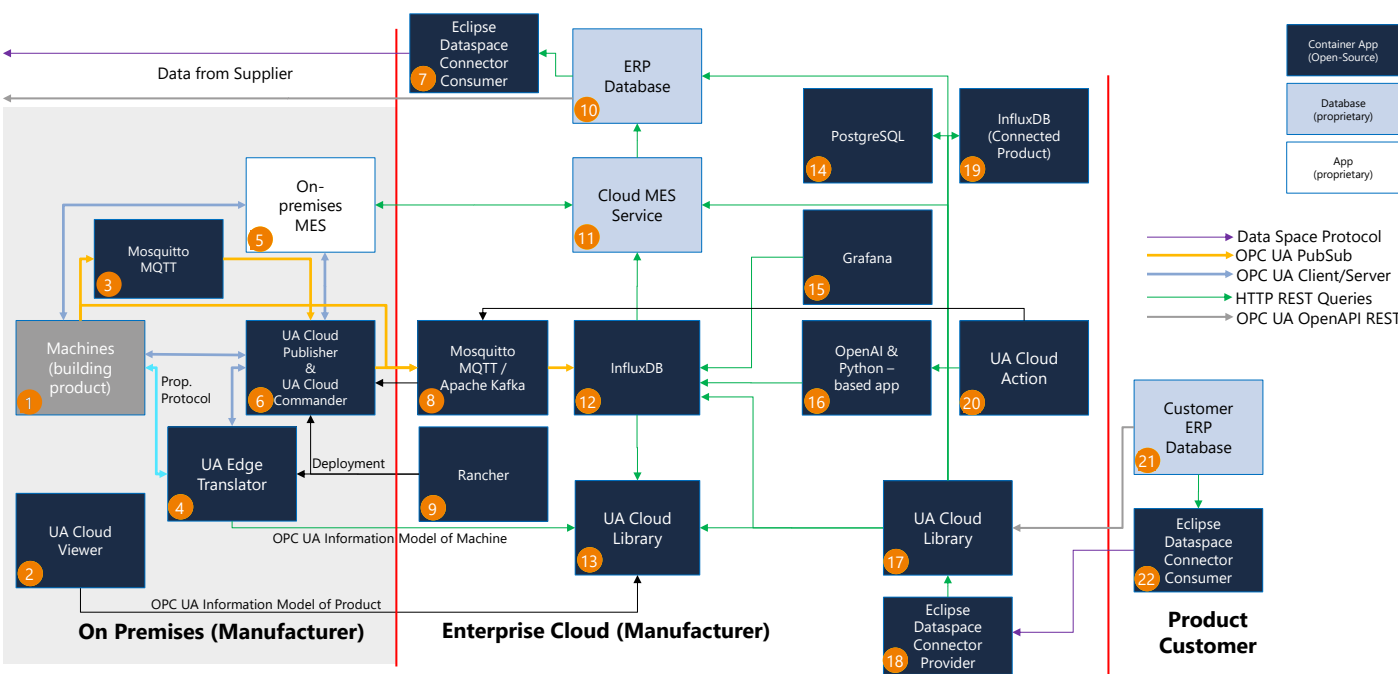 Eclipse
Dataspace
Connector
Consumer
7
Data from Supplier
ERP
Database
10
PostgreSQL
14
InfluxDB
(Connected
Product)
19
Container App
(Open-Source)
Database
(proprietary)
App
(proprietary)
On-
premises
MES
5
Cloud MES
Service
11
Mosquitto
MQTT
3
Grafana
15
Data Space Protocol
OPC UA PubSub
OPC UA Client/Server
HTTP REST Queries
OPC UA OpenAPI REST
Machines
(building
product)
1
Prop.
Protocol
UA Cloud
Publisher
&
UA Cloud
Commander
6
Mosquitto
MQTT /
Apache Kafka
8
InfluxDB
12
OpenAI &
Python –
based app
16
UA Cloud
Action
20
Customer
ERP
Database
21
UA Edge
Translator
4
Deployment
Rancher
9
UA Cloud
Viewer
2
OPC UA Information Model of Machine
UA Cloud
Library
13
UA Cloud
Library
17
Eclipse
Dataspace
Connector
Consumer
22
OPC UA Information Model of Product
Eclipse
Dataspace
Connector
Provider
18
On Premises (Manufacturer)
Enterprise Cloud (Manufacturer)
Product
Customer